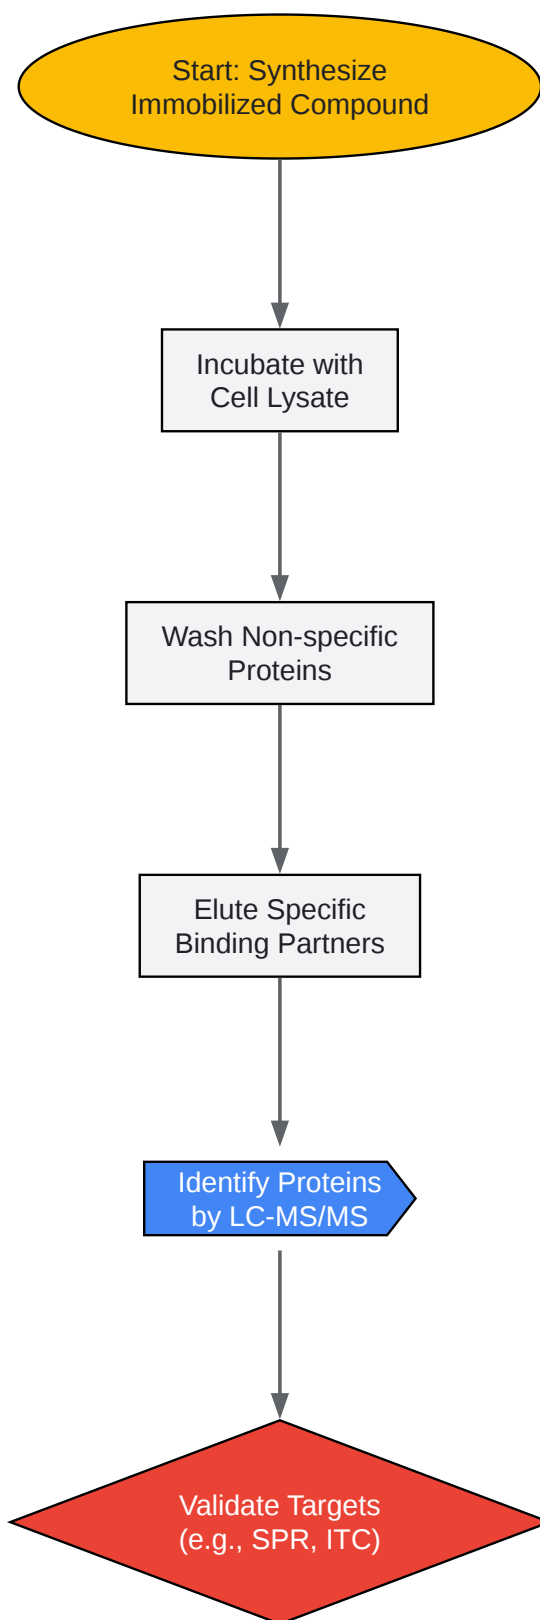 Start: Synthesize
Immobilized Compound
Incubate with
Cell Lysate
Wash Non-specific
Proteins
Elute Specific
Binding Partners
Identify Proteins
by LC-MS/MS
Validate Targets
(e.g., SPR, ITC)